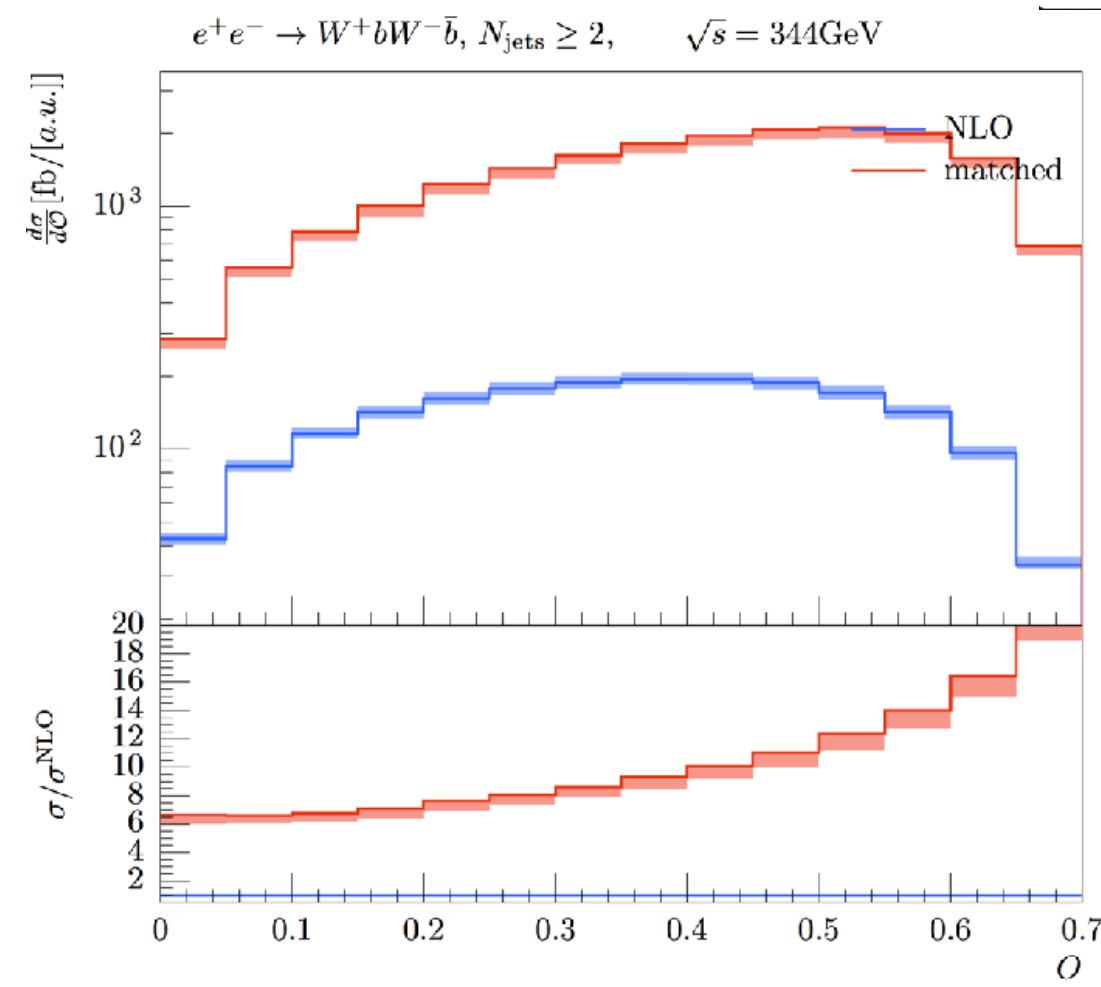 e⁺e⁻ → W⁺bW⁻b̄, N_jets ≥ 2, √s = 344GeV
dσ/dO [fb/[a.u.]]
NLO
matched
10³
10²
20
18
16
14
12
10
8
6
4
2
σ/σ^NLO
0 0.1 0.2 0.3 0.4 0.5 0.6 0.7
O